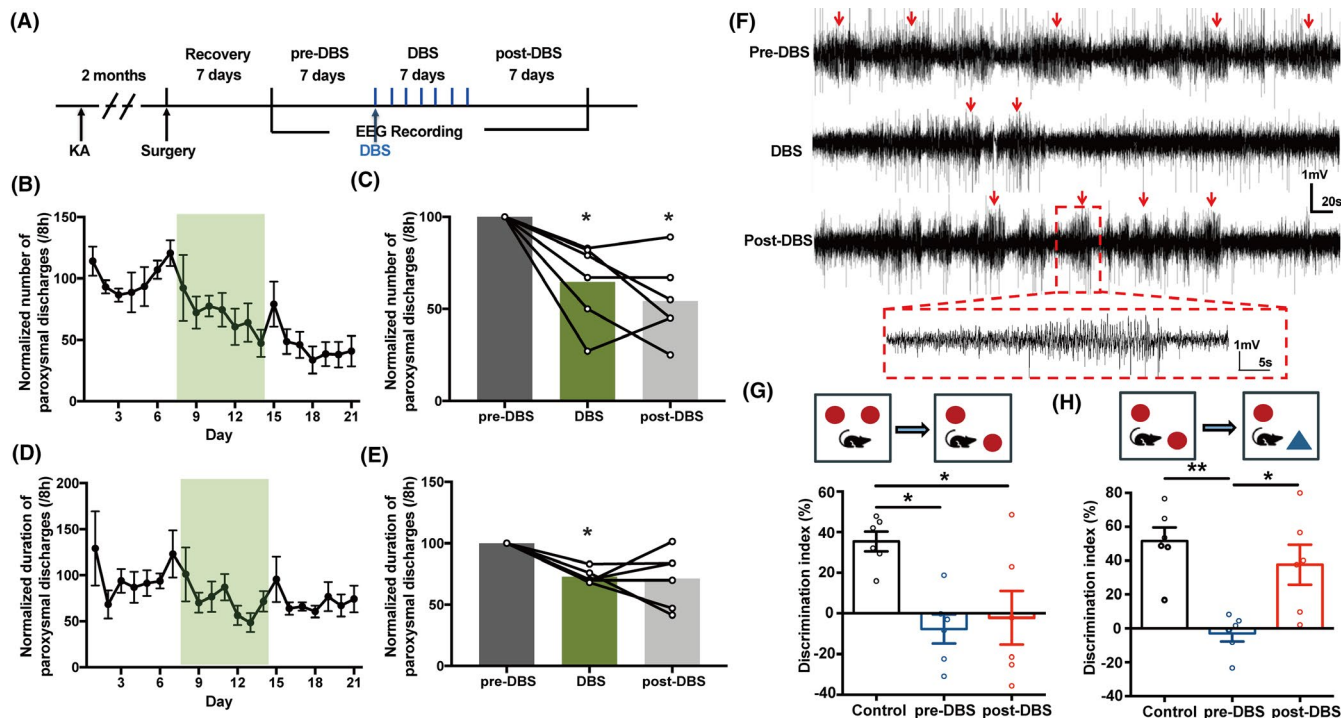 (A)
Recovery pre-DBS DBS post-DBS
2 months 7 days 7 days 7 days 7 days
EEG Recording
KA Surgery DBS
(B)
Normalized number of
paroxysmal discharges (/8h)
150
100
50
0
3 6 9 12 15 18 21
Day
(C)
Normalized number of
paroxysmal discharges (/8h)
100
50
0
* *
pre-DBS DBS post-DBS
(D)
Normalized duration of
paroxysmal discharges (/8h)
200
150
100
50
0
3 6 9 12 15 18 21
Day
(E)
Normalized duration of
paroxysmal discharges (/8h)
150
100
50
0
*
pre-DBS DBS post-DBS
(F)
Pre-DBS
DBS
1mV
20s
Post-DBS
1mV
5s
(G)
*
*
Discrimination index (%)
60
40
20
0
-20
-40
Control pre-DBS post-DBS
(H)
** *
Discrimination index (%)
80
60
40
20
0
-20
-40
Control pre-DBS post-DBS